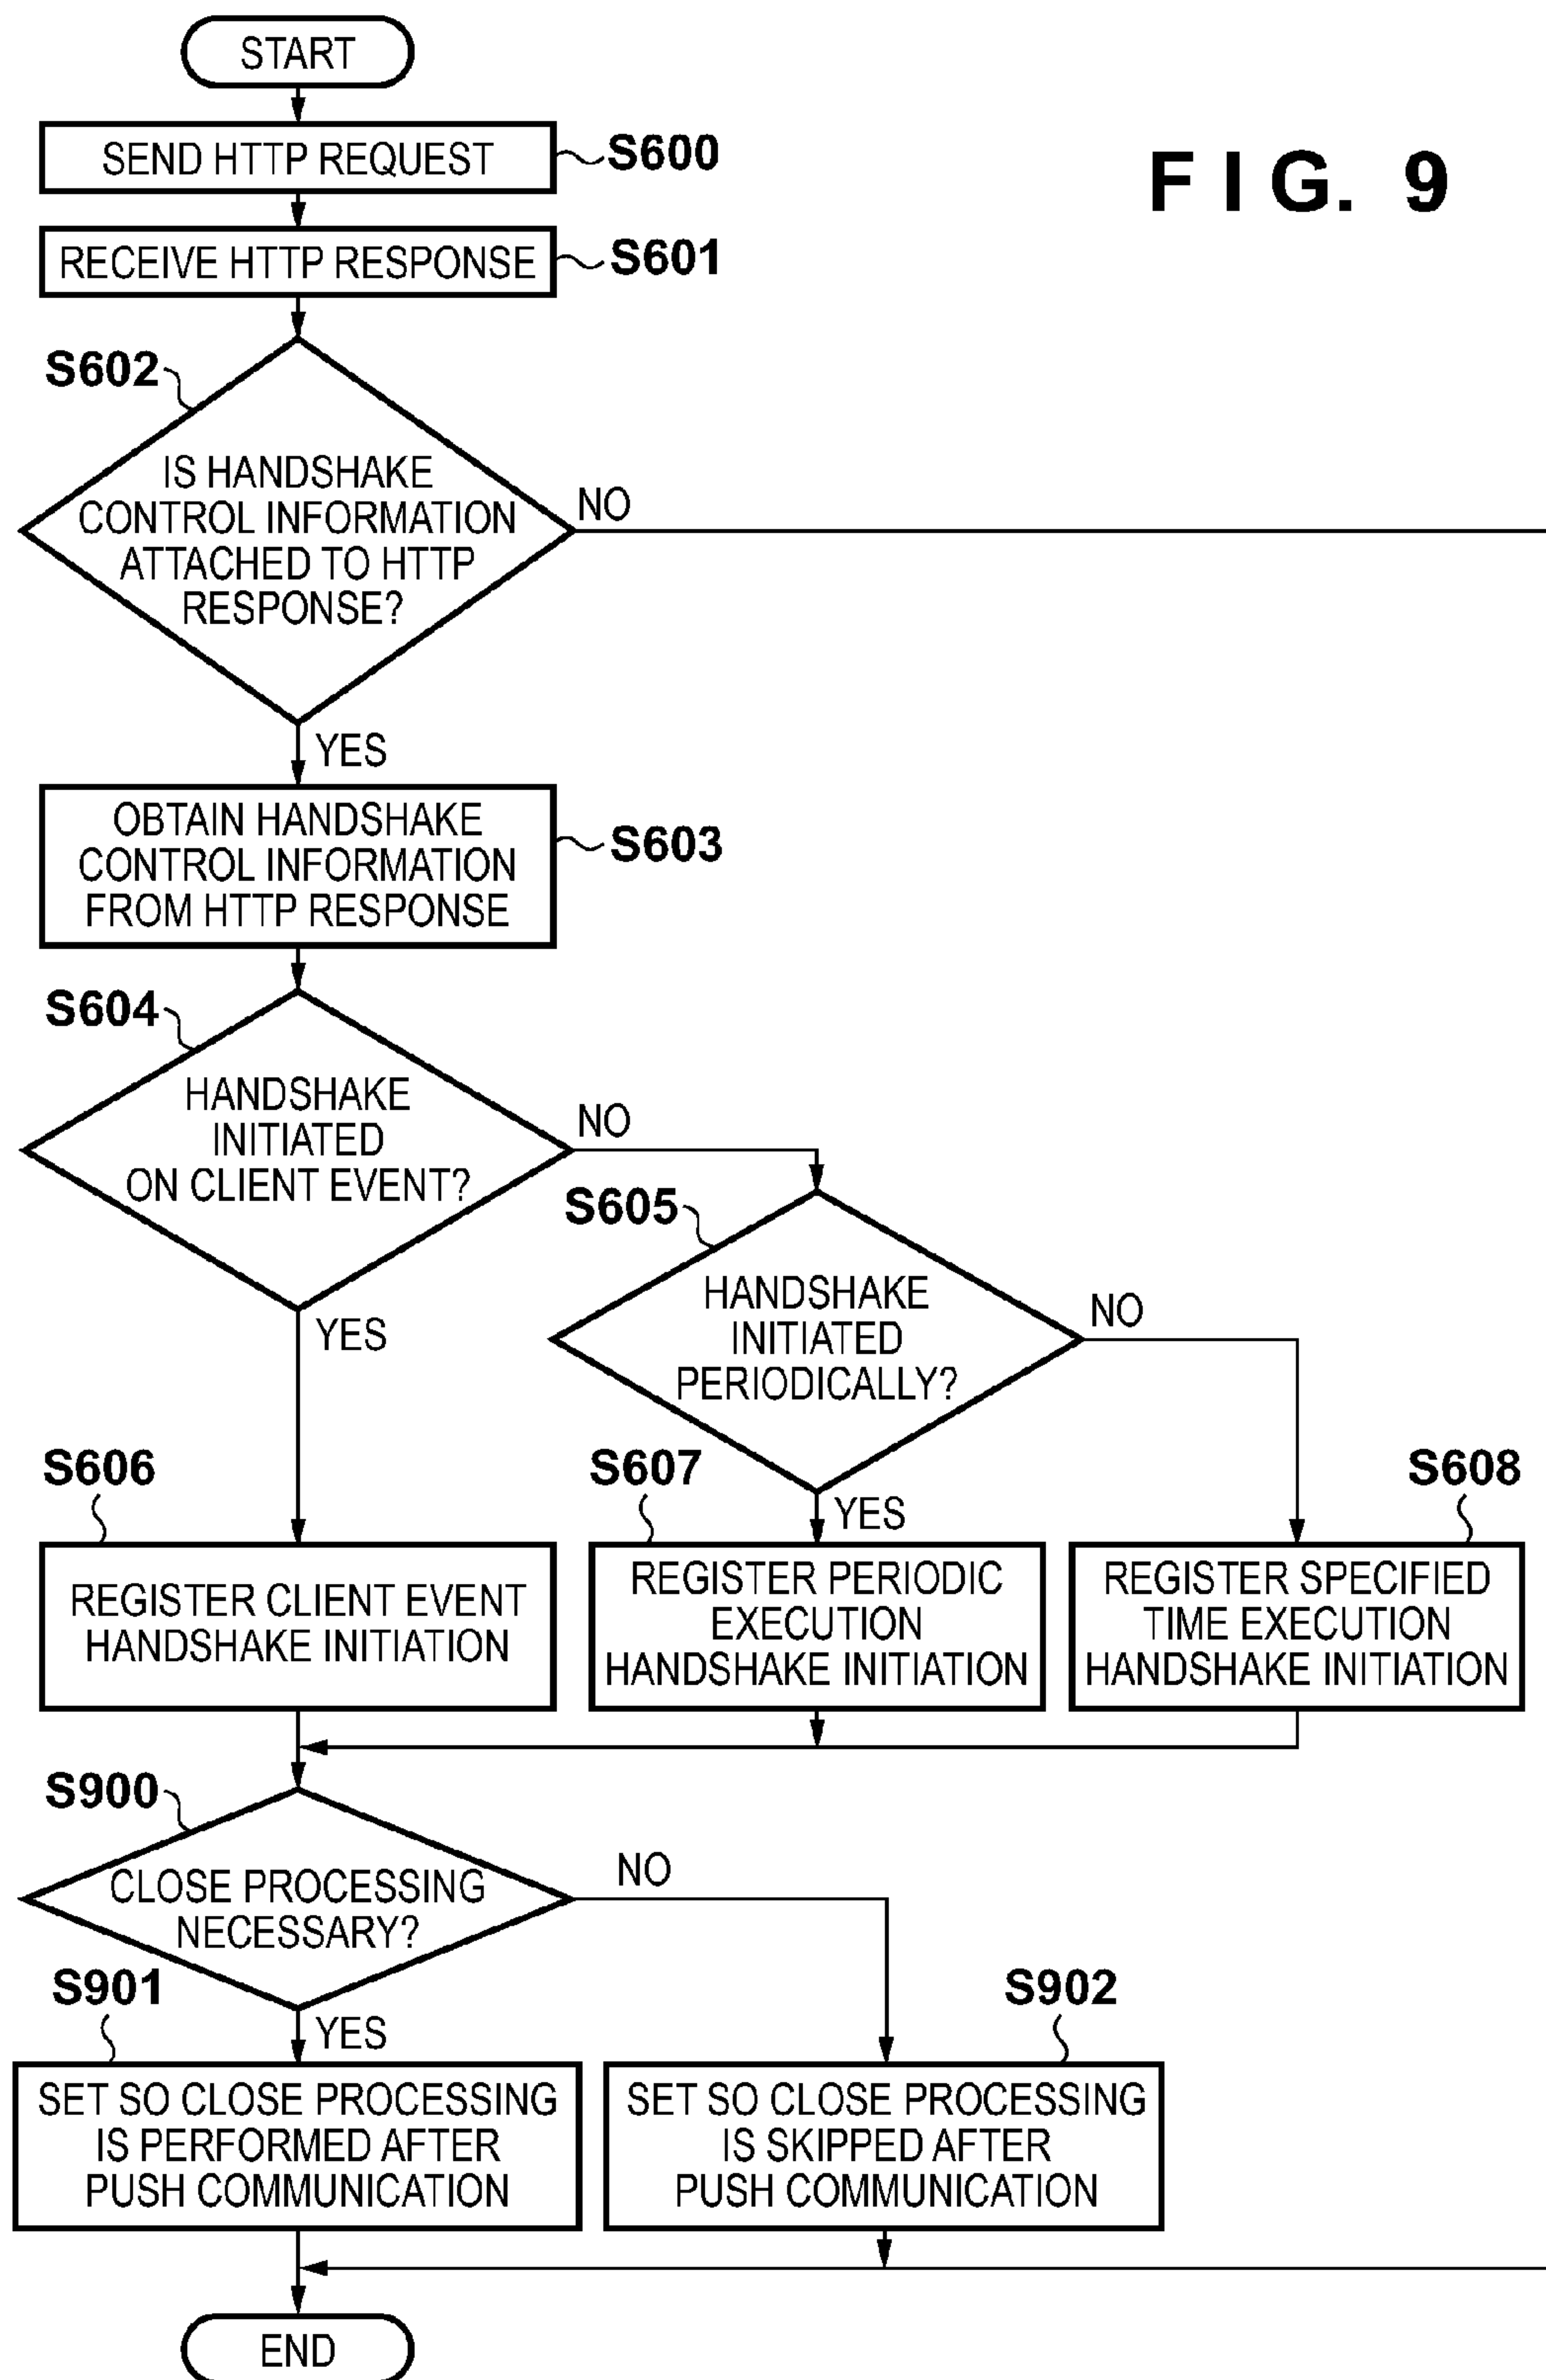 START
FIG. 9
SEND HTTP REQUEST
S600
RECEIVE HTTP RESPONSE
S601
S602
IS HANDSHAKE
CONTROL INFORMATION
ATTACHED TO HTTP
RESPONSE?
NO
YES
OBTAIN HANDSHAKE
CONTROL INFORMATION
FROM HTTP RESPONSE
S603
S604
HANDSHAKE
INITIATED
ON CLIENT EVENT?
NO
YES
S605
HANDSHAKE
INITIATED
PERIODICALLY?
NO
YES
S606
REGISTER CLIENT EVENT
HANDSHAKE INITIATION
S607
REGISTER PERIODIC
EXECUTION
HANDSHAKE INITIATION
S608
REGISTER SPECIFIED
TIME EXECUTION
HANDSHAKE INITIATION
S900
CLOSE PROCESSING
NECESSARY?
NO
YES
S901
SET SO CLOSE PROCESSING
IS PERFORMED AFTER
PUSH COMMUNICATION
S902
SET SO CLOSE PROCESSING
IS SKIPPED AFTER
PUSH COMMUNICATION
END